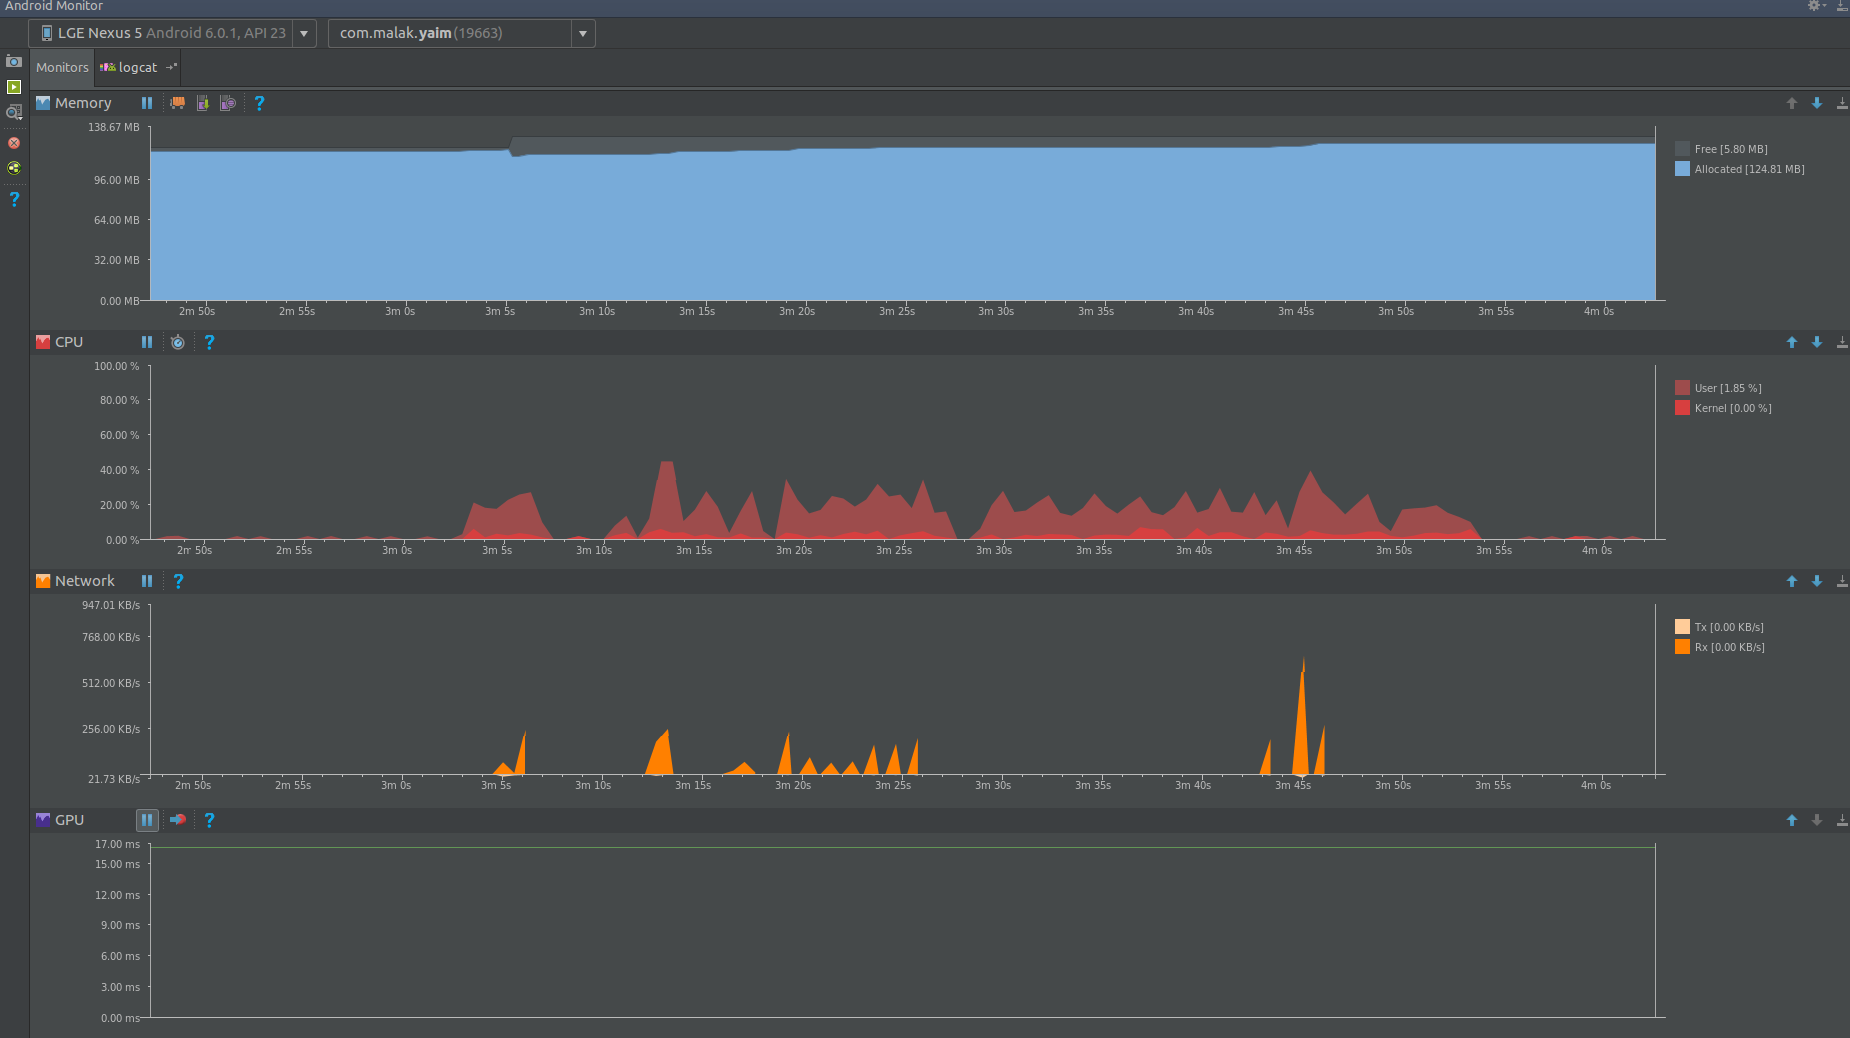 Android Monitor
LGE Nexus 5 Android 6.0.1, API 23
com.malak.yaim (19663)
Monitors logcat
Memory ?
138.67 MB
96.00 MB
64.00 MB
32.00 MB
0.00 MB
Free [5.80 MB]
Allocated [124.81 MB]
2m 50s 2m 55s 3m 0s 3m 5s 3m 10s 3m 15s 3m 20s 3m 25s 3m 30s 3m 35s 3m 40s 3m 45s 3m 50s 3m 55s 4m 0s
?
CPU ?
100.00 %
80.00 %
60.00 %
40.00 %
20.00 %
0.00 %
User [1.85 %]
Kernel [0.00 %]
2m 50s 2m 55s 3m 0s 3m 5s 3m 10s 3m 15s 3m 20s 3m 25s 3m 30s 3m 35s 3m 40s 3m 45s 3m 50s 3m 55s 4m 0s
Network ?
947.01 KB/s
768.00 KB/s
512.00 KB/s
256.00 KB/s
21.73 KB/s
Tx [0.00 KB/s]
Rx [0.00 KB/s]
2m 50s 2m 55s 3m 0s 3m 5s 3m 10s 3m 15s 3m 20s 3m 25s 3m 30s 3m 35s 3m 40s 3m 45s 3m 50s 3m 55s 4m 0s
GPU ?
17.00 ms
15.00 ms
12.00 ms
9.00 ms
6.00 ms
3.00 ms
0.00 ms